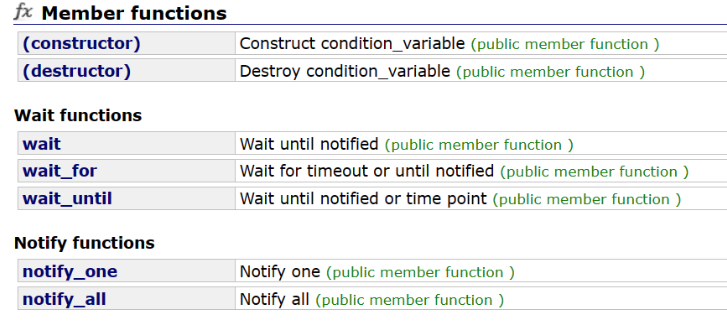 fx Member functions
(constructor) Construct condition_variable (public member function )
(destructor) Destroy condition_variable (public member function )
Wait functions
wait Wait until notified (public member function )
wait_for Wait for timeout or until notified (public member function )
wait_until Wait until notified or time point (public member function )
Notify functions
notify_one Notify one (public member function )
notify_all Notify all (public member function )